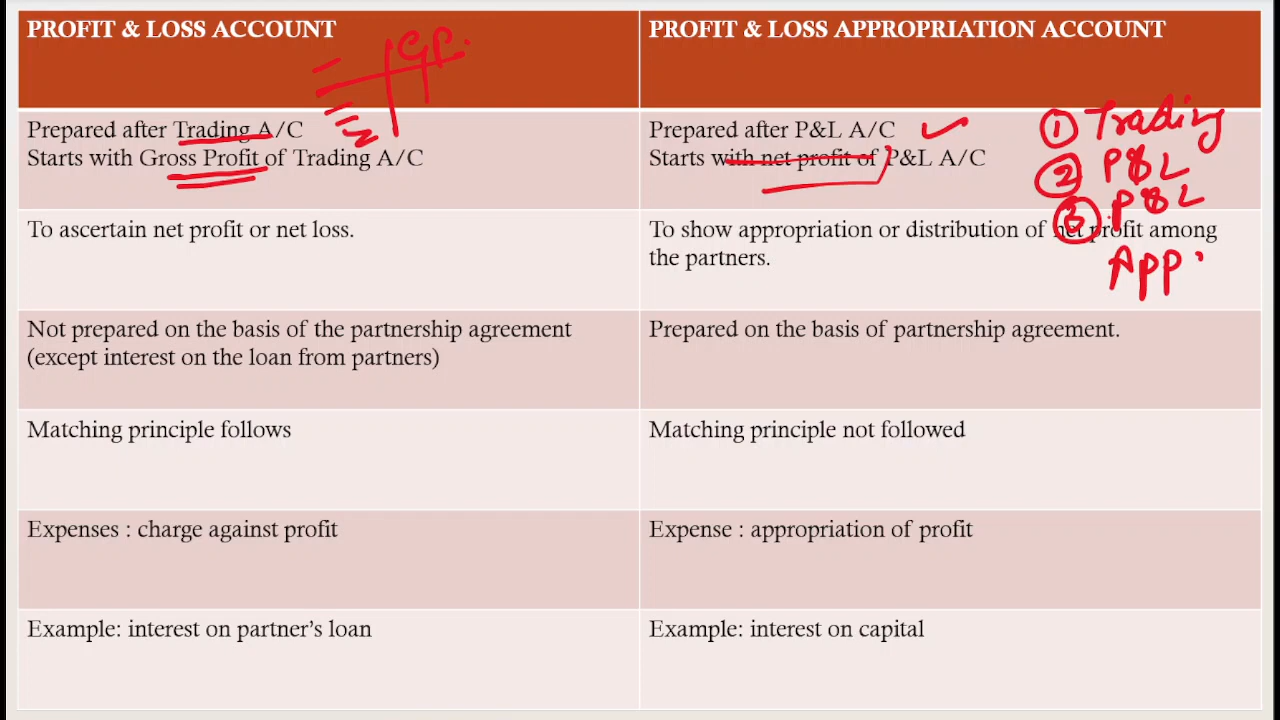 PROFIT & LOSS ACCOUNT
PROFIT & LOSS APPROPRIATION ACCOUNT
GP.
Prepared after Trading A/C
Starts with Gross Profit of Trading A/C
Prepared after P&L A/C
Starts with net profit of P&L A/C
① Trading
② P&L
③ P&L
App.
To ascertain net profit or net loss.
To show appropriation or distribution of net profit among
the partners.
Not prepared on the basis of the partnership agreement
(except interest on the loan from partners)
Prepared on the basis of partnership agreement.
Matching principle follows
Matching principle not followed
Expenses : charge against profit
Expense : appropriation of profit
Example: interest on partner’s loan
Example: interest on capital